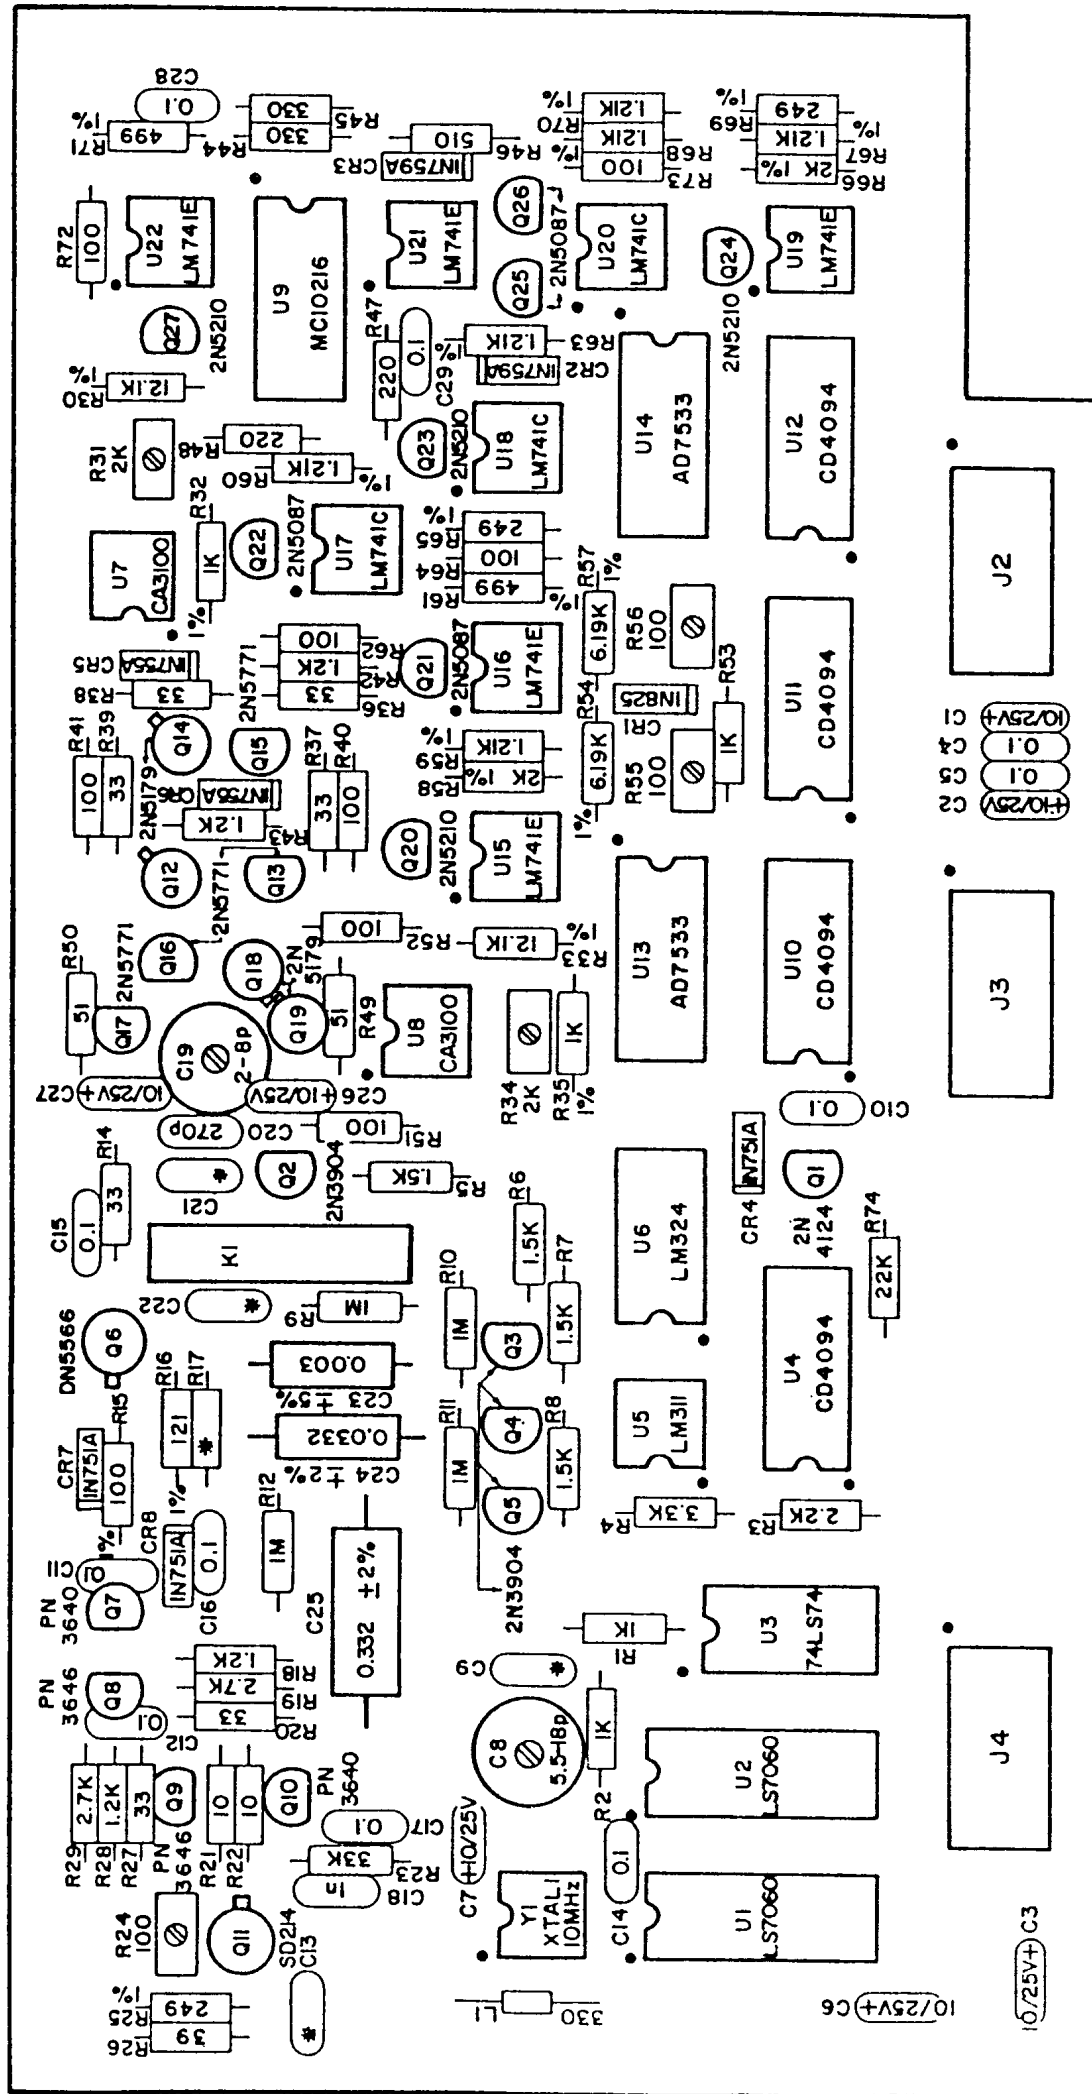 C28
0.1
R71
499
1%
R44
330
330
R45
510
R46
1%
R70
1.21K
1.21K
R68
1%
100
R73
1%
R69
249
1.21K
R67
1%
2K 1%
R66
R72
100
U22
LM741E
U9
MC10216
CR3
IN759A
U21
LM741E
Q26
Q25
2N5087
U20
LM741C
Q24
2N5210
U19
LM741E
Q27
2N5210
R30
12.1K
1%
R47
220
0.1
C29
1%
1.21K
R63
IN759A
CR2
U14
AD7533
U12
CD4094
R31
2K
R48
220
R60
1.21K
1%
Q23
2N5210
U18
LM741C
R32
1K
1%
U7
CA3100
Q22
2N5087
U17
LM741C
1%
R65
249
R64
100
R61
499
1%
R57
6.19K
1%
R56
100
R53
1K
J2
CR5
IN755A
R38
33
2N5771
100
R62
1.2K
R42
33
R36
Q21
2N5087
U16
LM741E
R54
6.19K
1%
IN825
CR1
R55
100
U11
CD4094
C1
10/25V+
C4
0.1
C5
0.1
C2
+10/25V
R41
100
R39
33
2N5179
Q14
Q15
CR6
IN755A
1.2K
R43
R37
33
R40
100
1%
R59
1.21K
R58
2K 1%
Q12
Q13
2N5771
Q20
2N5210
U15
LM741E
U13
AD7533
U10
CD4094
J3
R50
51
2N5771
Q16
Q17
Q18
2N
5179
Q19
100
R52
12.1K
R33
1%
51
R49
U8
CA3100
R34
2K
R35
1K
1%
C19
2-8p
C27
10/25V+
+10/25V
C26
270p
C20
100
R51
C10
0.1
R14
33
C15
0.1
C21
*
Q2
2N3904
1.5K
R5
K1
R6
1.5K
R7
1.5K
U6
LM324
CR4
IN751A
Q1
2N
4124
R74
22K
C22
*
R9
1M
R10
1M
DN5566
Q6
R16
121
R17
*
1%
0.003
C23 ±5%
0.0332
C24 ±2%
R11
1M
Q3
Q4
Q5
2N3904
R8
1.5K
U5
LM311
U4
CD4094
CR7
IN751A
R15
100
1%
CR8
IN751A
C16
0.1
R12
1M
R4
3.3K
R3
2.2K
C11
0.1
PN
3640
Q7
C25
0.332 ±2%
PN
3646
Q8
0.1
C12
1.2K
R18
2.7K
R19
33
R20
C9
*
1K
R1
U3
74LS74
C8
5.5-18p
1K
R2
U2
LS7060
J4
R29
2.7K
R28
1.2K
R27
33
Q9
PN
3646
R21
10
R22
10
Q10
PN
3640
0.1
C17
33K
R23
1n
C18
C7
+10/25V
C14
0.1
U1
LS7060
Y1
XTAL1
10MHz
R24
100
Q11
SD214
C13
*
1%
R25
249
R26
39
L1
330
10/25V+
C6
10/25V+
C3